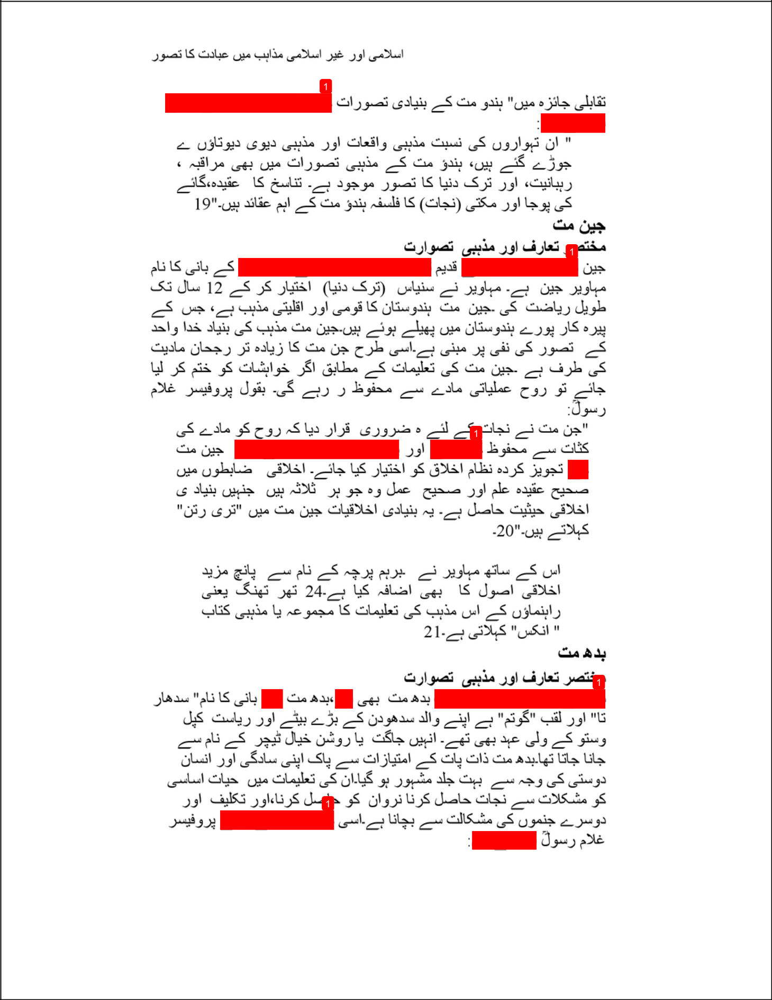 اسلامی اور غیر اسلامی مذاہب میں عبادت کا تصور
1
تقابلی جائزہ میں" ہندو مت کے بنیادی تصورات
:
" ان تہواروں کی نسبت مذہبی واقعات اور مذہبی دیوی دیوتاؤں ے
جوڑے گئے ہیں، ہندؤ مت کے مذہبی تصورات میں بھی مراقبہ ،
رہبانیت، اور ترک دنیا کا تصور موجود ہے۔ تناسخ کا عقیدہ،گائے
کی پوجا اور مکتی (نجات) کا فلسفہ ہندؤ مت کے اہم عقائد ہیں۔"19
جین مت
مختصر تعارف اور مذہبی تصوارت
1
جین قدیم کے بانی کا نام
مہاویر جین ہے۔ مہاویر نے سنیاس (ترک دنیا) اختیار کر کے 12 سال تک
طویل ریاضت کی ۔جین مت ہندوستان کا قومی اور اقلیتی مذہب ہے، جس کے
پیرہ کار پورے ہندوستان میں پھیلے ہوئے ہیں۔جین مت مذہب کی بنیاد خدا واحد
کے تصور کی نفی پر مبنی ہے۔اسی طرح جن مت کا زیادہ تر رجحان مادیت
کی طرف ہے ۔جین مت کی تعلیمات کے مطابق اگر خواہشات کو ختم کر لیا
جائے تو روح عملیاتی مادے سے محفوظ ر رہے گی۔ بقول پروفیسر غلام
رسولؒ:
"جن مت نے نجات کے لئے ہ ضروری قرار دیا کہ روح کو مادے کی
1
کثات سے محفوظ اور جین مت
تجویز کردہ نظام اخلاق کو اختیار کیا جائے۔ اخلاقی ضابطوں میں
صحیح عقیدہ علم اور صحیح عمل وہ جو ہر ثلاثہ ہیں جنہیں بنیاد ی
اخلاقی حیثیت حاصل ہے۔ یہ بنیادی اخلاقیات جین مت میں "تری رتن"
کہلاتے ہیں۔"20۔
اس کے ساتھ مہاویر نے ۔برہم پرچہ کے نام سے پانچ مزید
اخلاقی اصول کا بھی اضافہ کیا ہے۔24 تھر تھنگ یعنی
راہنماؤں کے اس مذہب کی تعلیمات کا مجموعہ یا مذہبی کتاب
" انکس" کہلاتی ہے۔21
بدھ مت
مختصر تعارف اور مذہبی تصوارت
1
بدھ مت بھی ،بدھ مت بانی کا نام" سدھار
تا" اور لقب "گوتم" ہے اپنے والد سدھودن کے بڑے بیٹے اور ریاست کپل
وستو کے ولی عہد بھی تھے۔ انہیں جاگت یا روشن خیال ٹیچر کے نام سے
جانا جاتا تھا۔بدھ مت ذات پات کے امتیازات سے پاک اپنی سادگی اور انسان
دوستی کی وجہ سے بہت جلد مشہور ہو گیا۔ان کی تعلیمات میں حیات اساسی
کو مشکلات سے نجات حاصل کرنا نروان کو حاصل کرنا،اور تکلیف اور
1
دوسرے جنموں کی مشکالت سے بچانا ہے۔اسی پروفیسر
غلام رسولؒ :